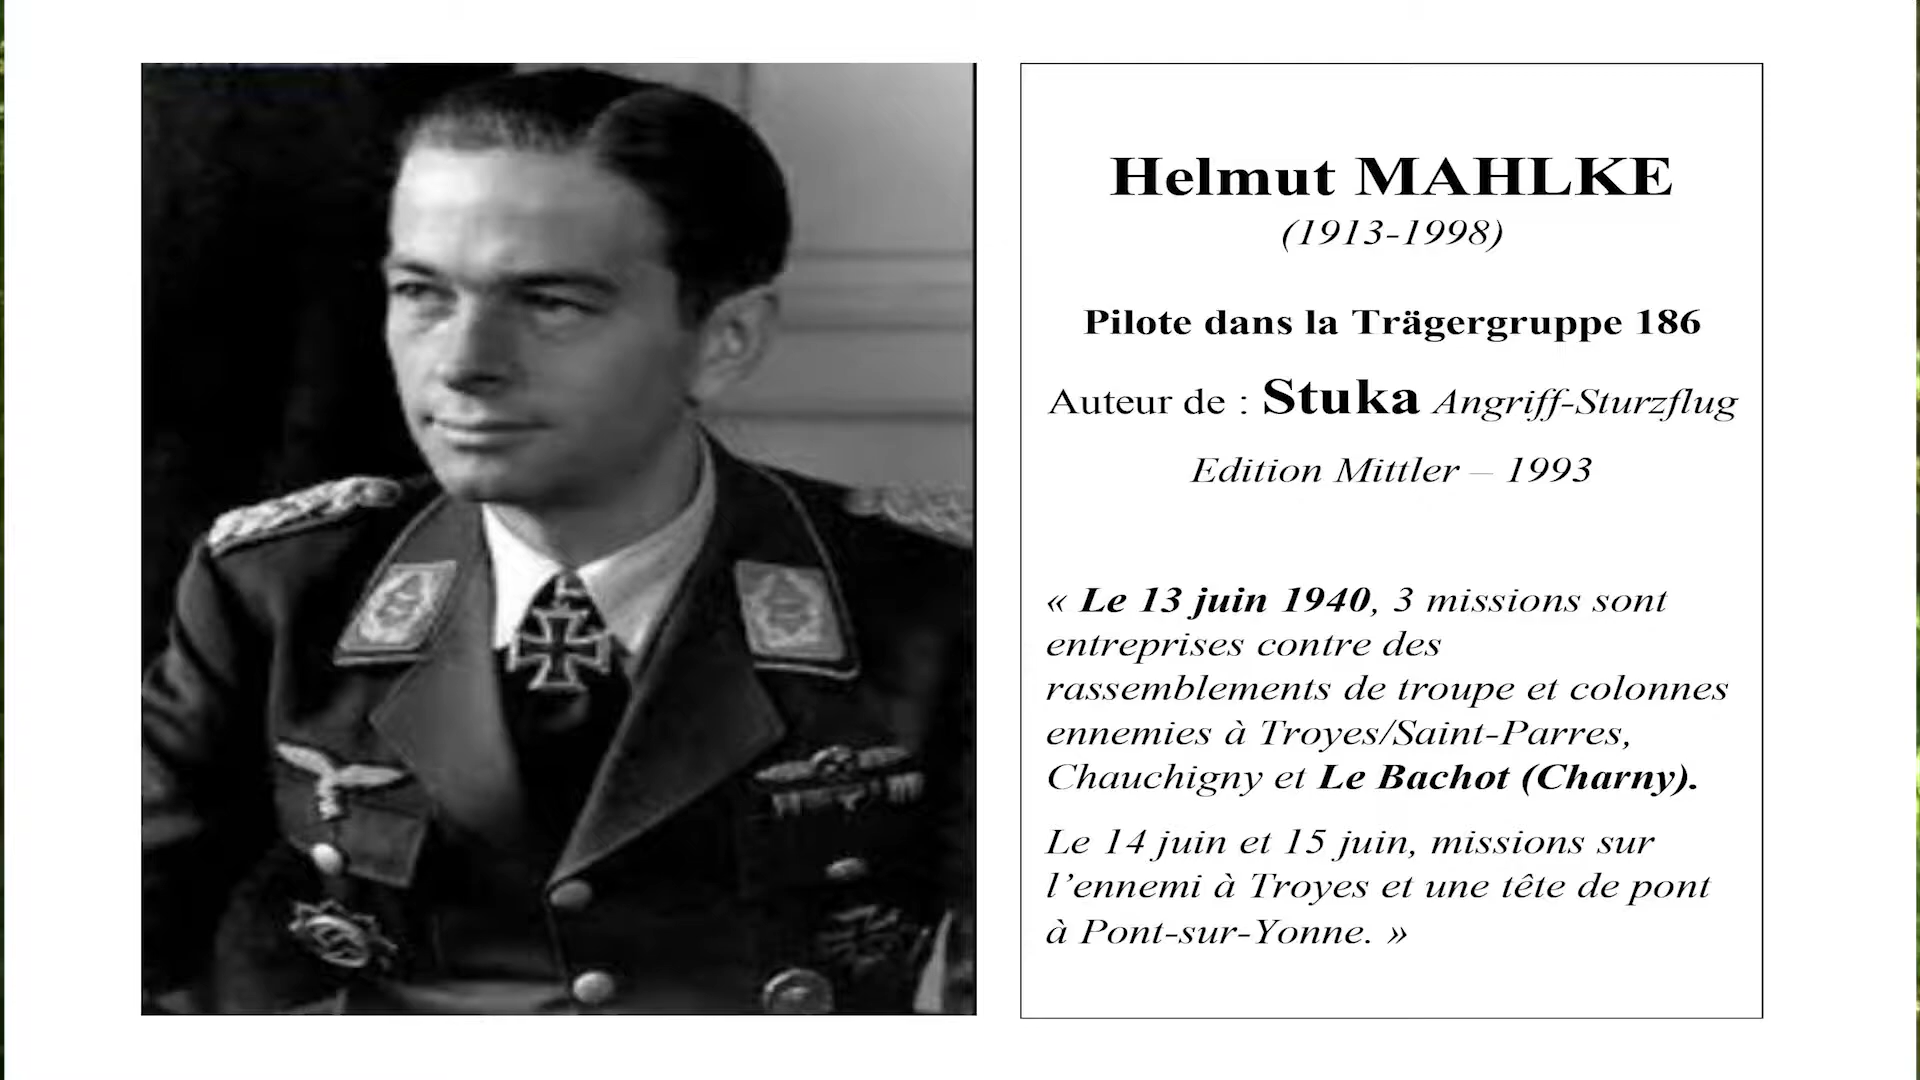 Helmut MAHLKE
(1913-1998)
Pilote dans la Trägergruppe 186
Auteur de : Stuka Angriff-Sturzflug
Edition Mittler – 1993
« Le 13 juin 1940, 3 missions sont
entreprises contre des
rassemblements de troupe et colonnes
ennemies à Troyes/Saint-Parres,
Chauchigny et Le Bachot (Charny).
Le 14 juin et 15 juin, missions sur
l’ennemi à Troyes et une tête de pont
à Pont-sur-Yonne. »